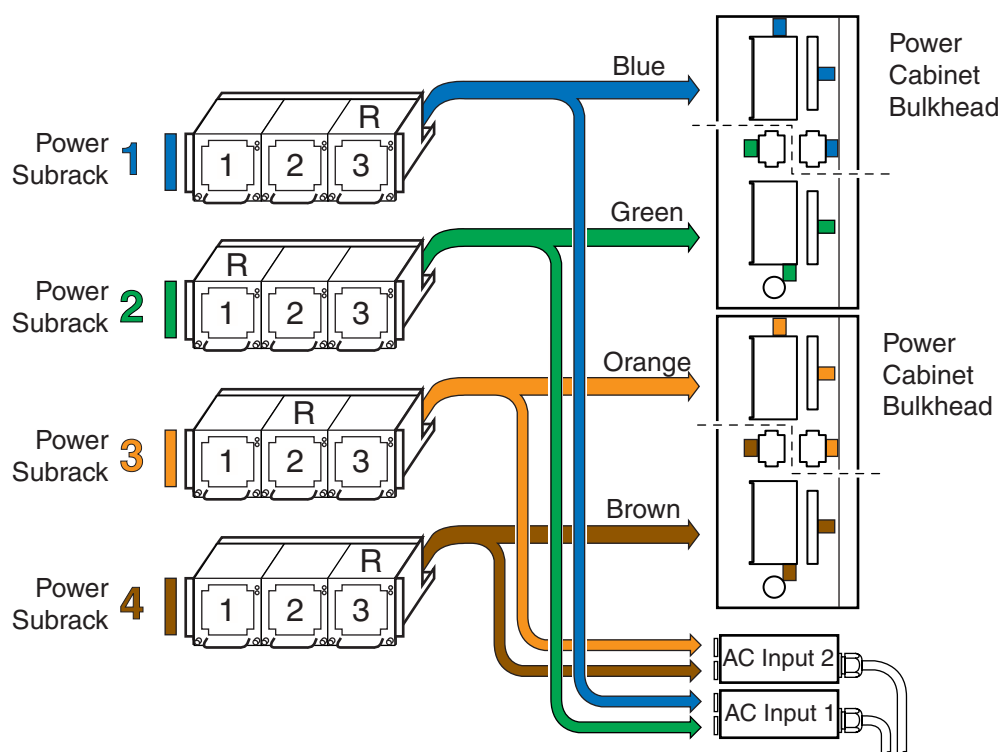 Blue
Power
Cabinet
Bulkhead
R
Power
Subrack
1
1 2 3
Green
R
Power
Subrack
2
1 2 3
Orange
Power
Cabinet
Bulkhead
R
Power
Subrack
3
1 2 3
Brown
R
Power
Subrack
4
1 2 3
AC Input 2
AC Input 1